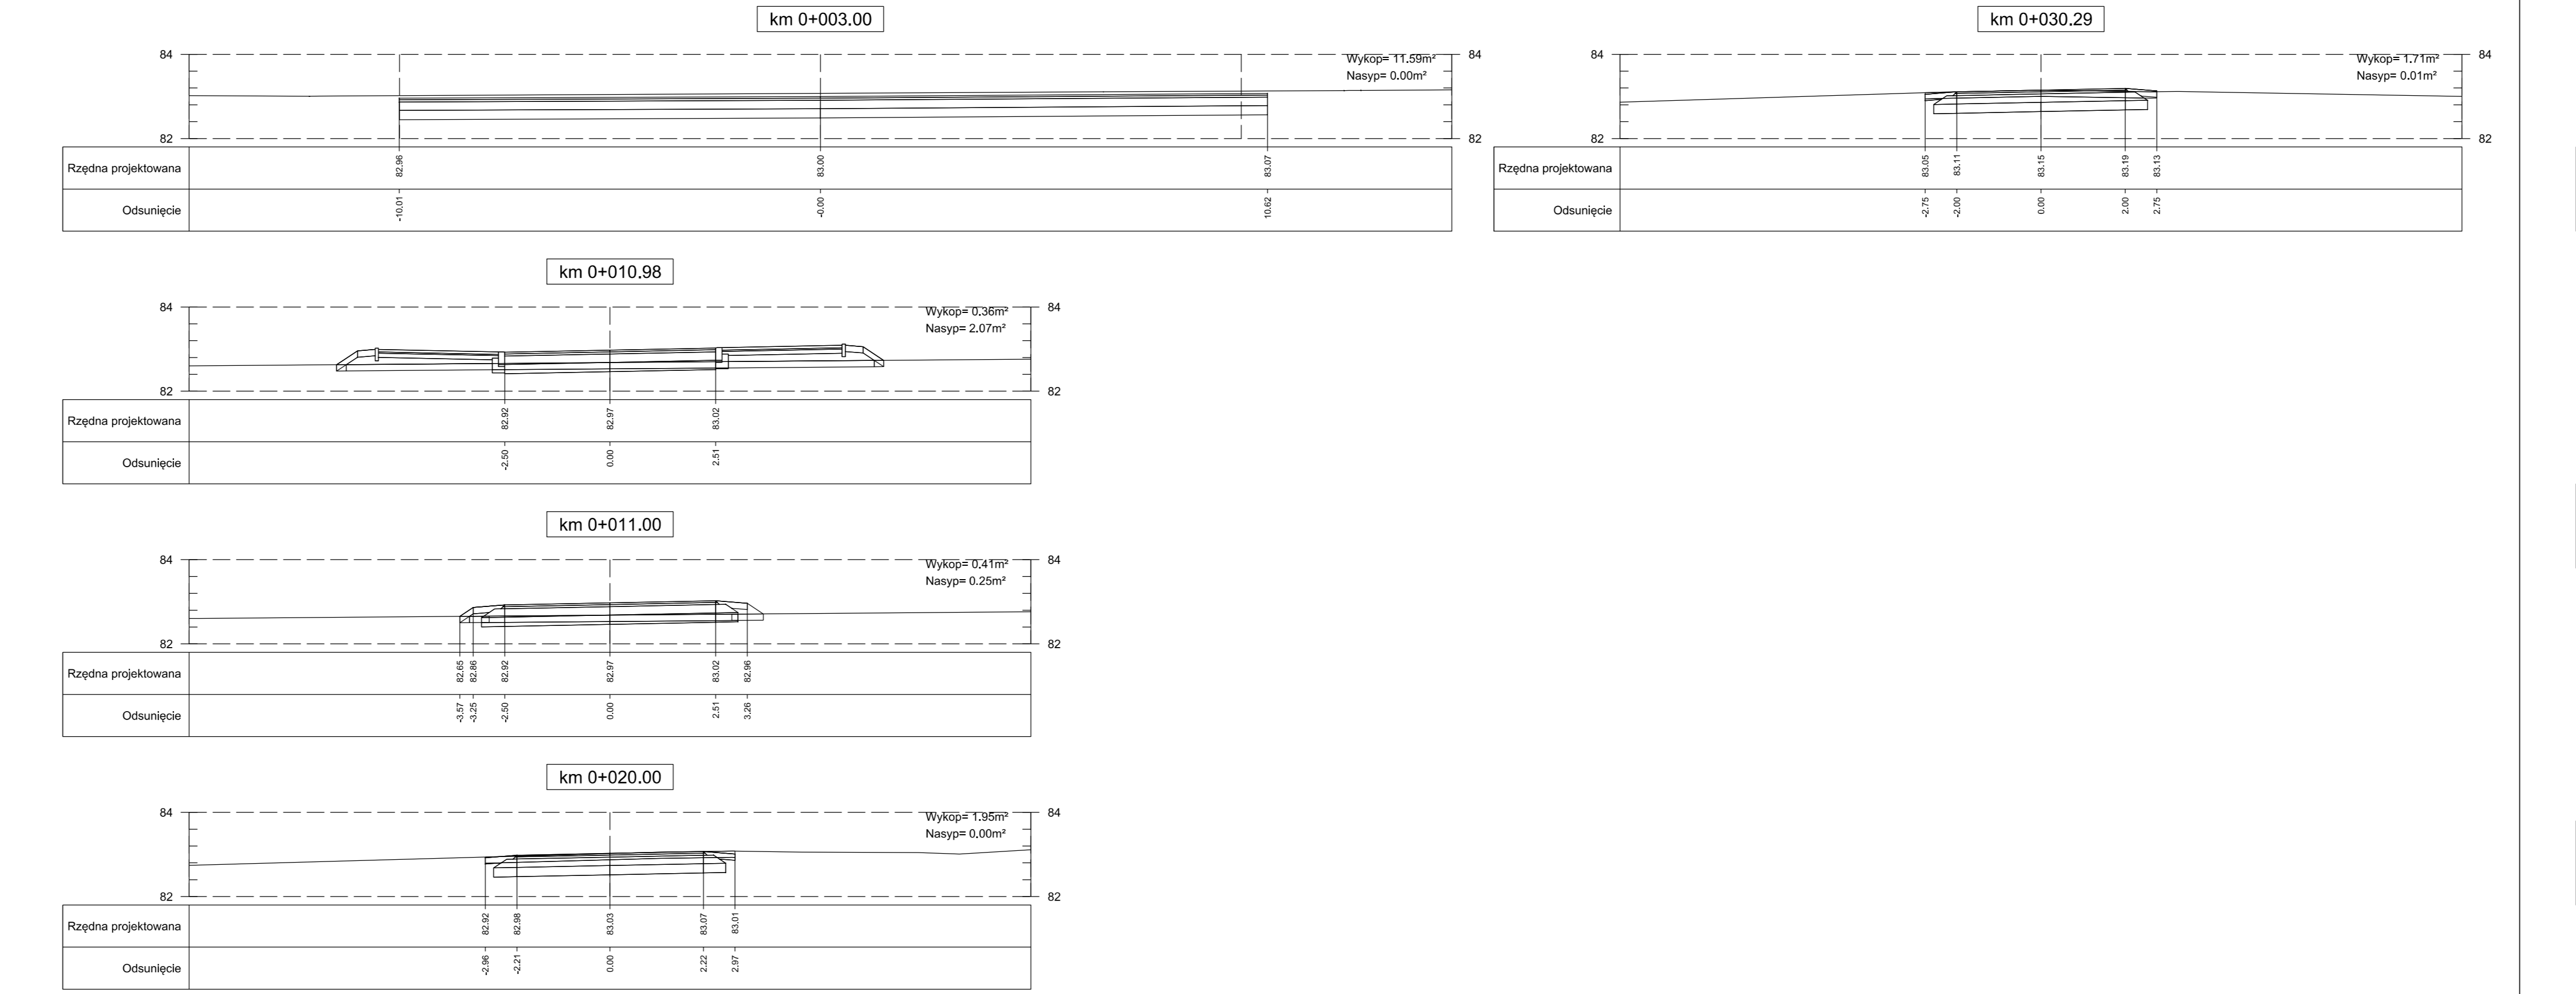 km 0+003.00
84
84
Wykop= 11.59m²
Nasyp= 0.00m²
82
82
Rzędna projektowana
82.96
83.00
83.07
Odsunięcie
-10.01
-0.00
10.62
km 0+030.29
84
84
Wykop= 1.71m²
Nasyp= 0.01m²
82
82
Rzędna projektowana
83.05
83.11
83.15
83.19
83.13
Odsunięcie
-2.75
-2.00
0.00
2.00
2.75
km 0+010.98
84
84
Wykop= 0.36m²
Nasyp= 2.07m²
82
82
Rzędna projektowana
82.92
82.97
83.02
Odsunięcie
-2.50
0.00
2.51
km 0+011.00
84
84
Wykop= 0.41m²
Nasyp= 0.25m²
82
82
Rzędna projektowana
82.65
82.86
82.92
82.97
83.02
82.96
Odsunięcie
-3.57
-3.25
-2.50
0.00
2.51
3.26
km 0+020.00
84
84
Wykop= 1.95m²
Nasyp= 0.00m²
82
82
Rzędna projektowana
82.92
82.98
83.03
83.07
83.01
Odsunięcie
-2.96
-2.21
0.00
2.22
2.97